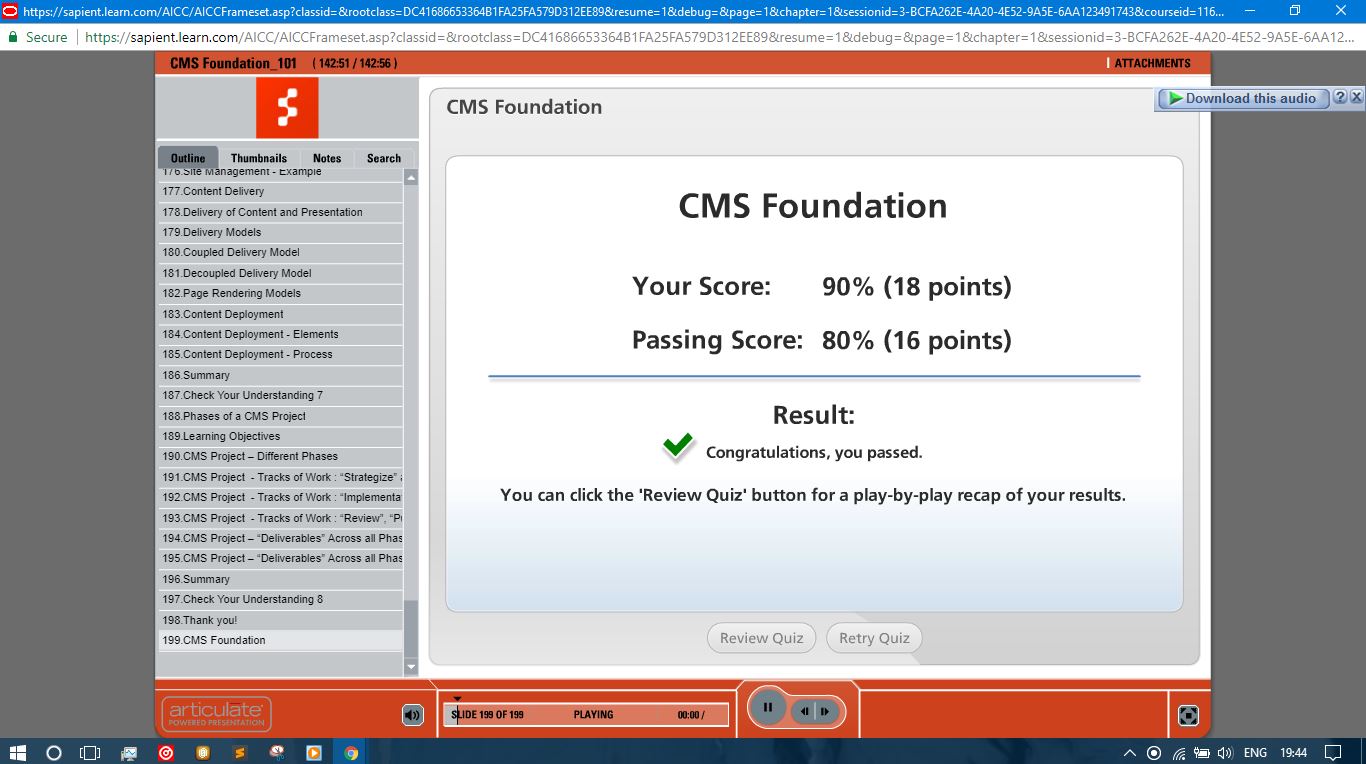 https://sapient.learn.com/AICC/AICCFrameset.asp?classid=&rootclass=DC41686653364B1FA25FA579D312EE89&resume=1&debug=&page=1&chapter=1&sessionid=3-BCFA262E-4A20-4E52-9A5E-6AA123491743&courseid=116...
Secure https://sapient.learn.com/AICC/AICCFrameset.asp?classid=&rootclass=DC41686653364B1FA25FA579D312EE89&resume=1&debug=&page=1&chapter=1&sessionid=3-BCFA262E-4A20-4E52-9A5E-6AA12...
CMS Foundation_101 ( 142:51 / 142:56 )
ATTACHMENTS
Download this audio ? X
Outline Thumbnails Notes Search
176.Site Management - Example
177.Content Delivery
178.Delivery of Content and Presentation
179.Delivery Models
180.Coupled Delivery Model
181.Decoupled Delivery Model
182.Page Rendering Models
183.Content Deployment
184.Content Deployment - Elements
185.Content Deployment - Process
186.Summary
187.Check Your Understanding 7
188.Phases of a CMS Project
189.Learning Objectives
190.CMS Project – Different Phases
191.CMS Project - Tracks of Work : “Strategize” a
192.CMS Project - Tracks of Work : “Implementa
193.CMS Project - Tracks of Work : “Review”, “P
194.CMS Project – “Deliverables” Across all Phas
195.CMS Project – “Deliverables” Across all Phas
196.Summary
197.Check Your Understanding 8
198.Thank you!
199.CMS Foundation
CMS Foundation
CMS Foundation
Your Score: 90% (18 points)
Passing Score: 80% (16 points)
Result:
Congratulations, you passed.
You can click the 'Review Quiz' button for a play-by-play recap of your results.
Review Quiz Retry Quiz
articulate
POWERED PRESENTATION
SLIDE 199 OF 199 PLAYING 00:00 /
ENG 19:44